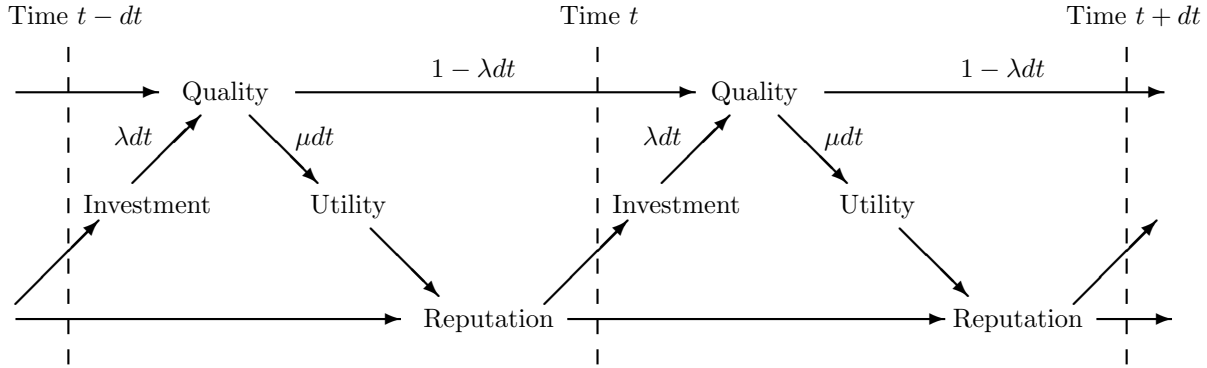 Time t − dt
Time t
Time t + dt
1 − λdt
1 − λdt
Quality
Quality
λdt
μdt
λdt
μdt
Investment
Utility
Investment
Utility
Reputation
Reputation